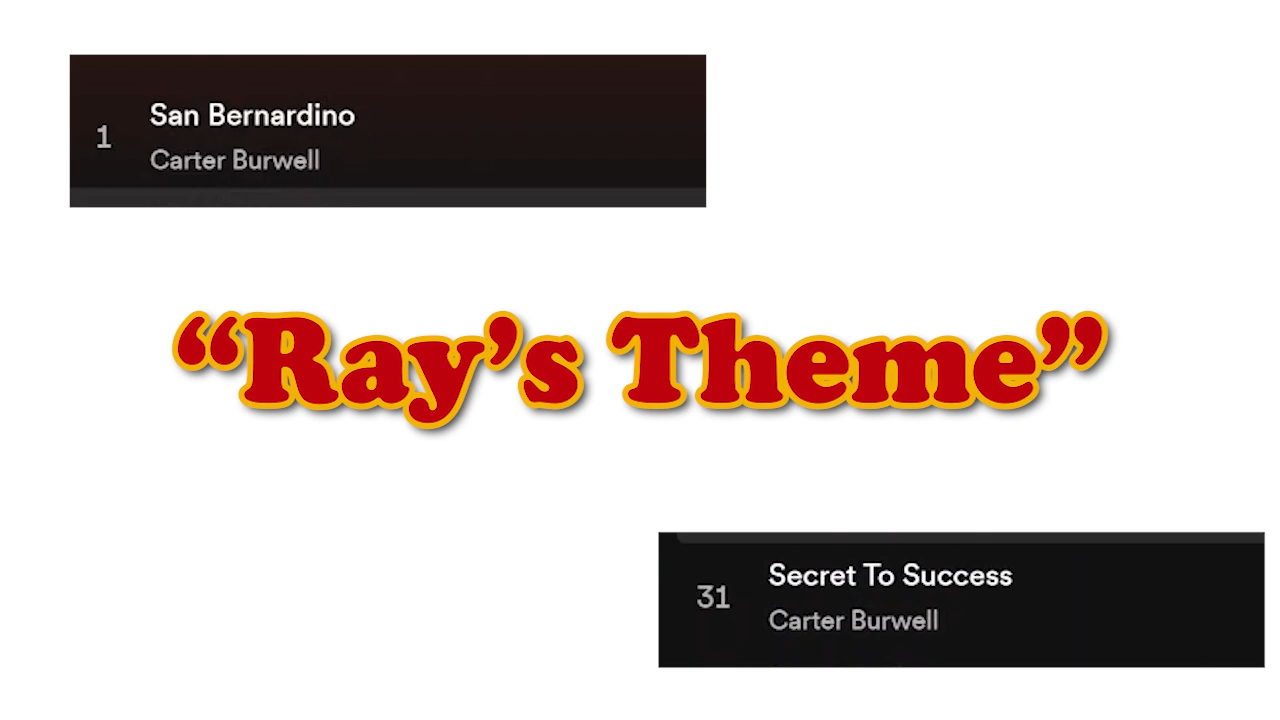 1
San Bernardino
Carter Burwell
“Ray’s Theme”
31
Secret To Success
Carter Burwell